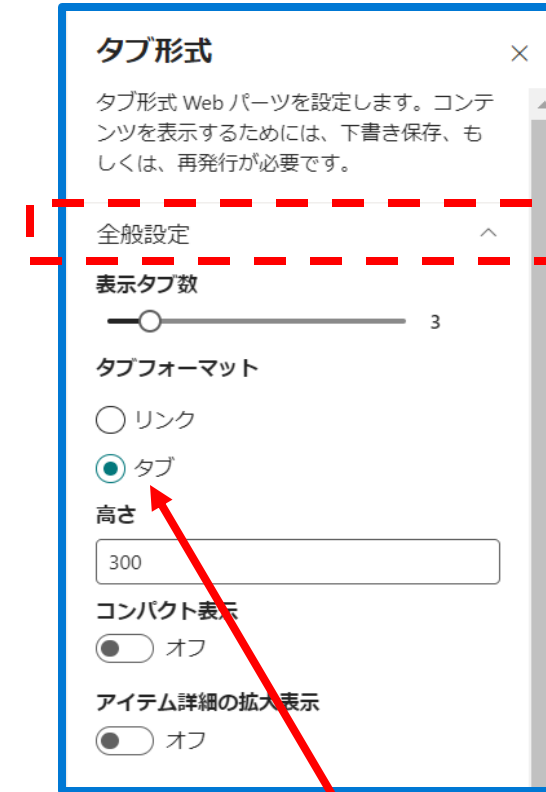 タブ形式
タブ形式 Web パーツを設定します。コンテ
ンツを表示するためには、下書き保存、も
しくは、再発行が必要です。
全般設定
表示タブ数
3
タブフォーマット
リンク
タブ
高さ
300
コンパクト表示
オフ
アイテム詳細の拡大表示
オフ